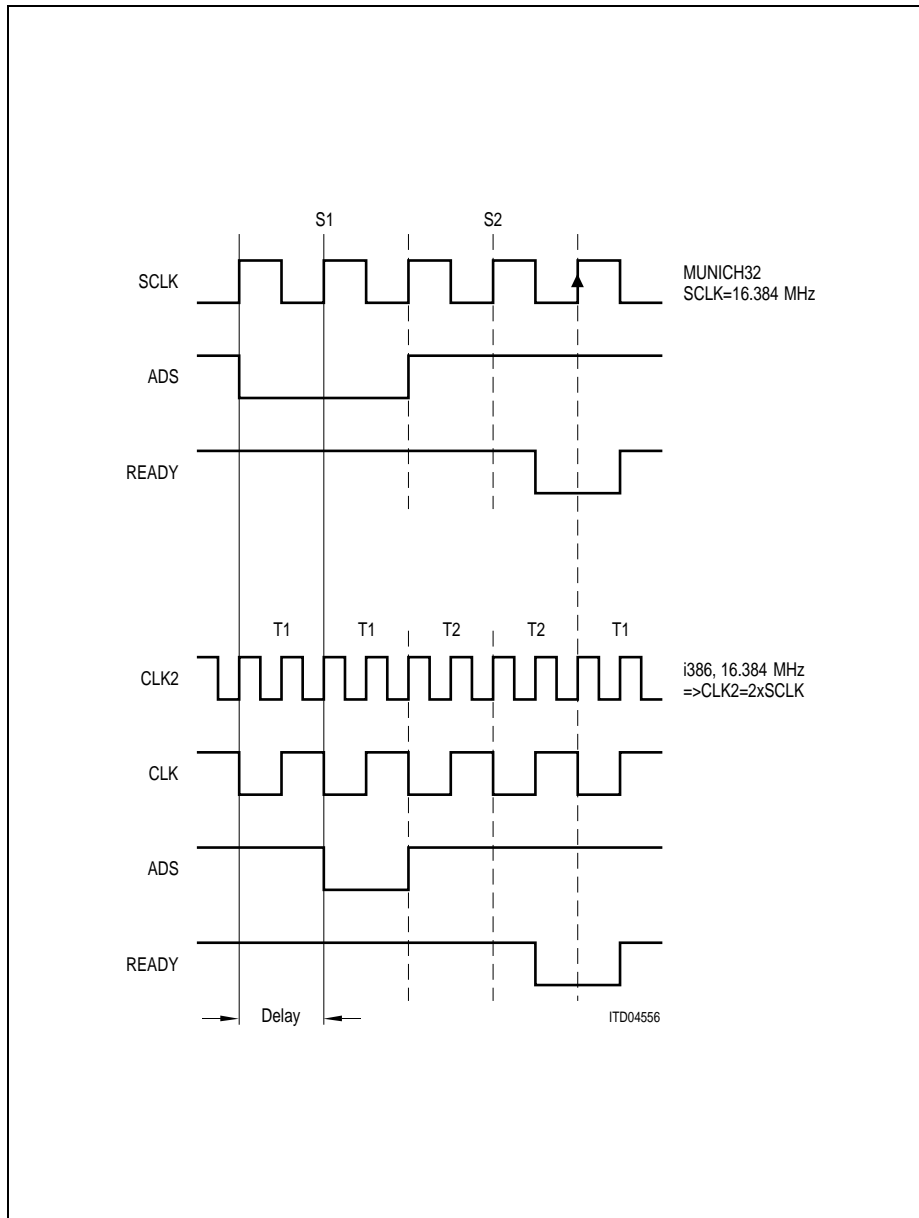 S1 S2
SCLK
MUNICH32
SCLK=16.384 MHz
ADS
READY
T1 T1 T2 T2 T1
CLK2
i386, 16.384 MHz
=>CLK2=2xSCLK
CLK
ADS
READY
Delay
ITD04556